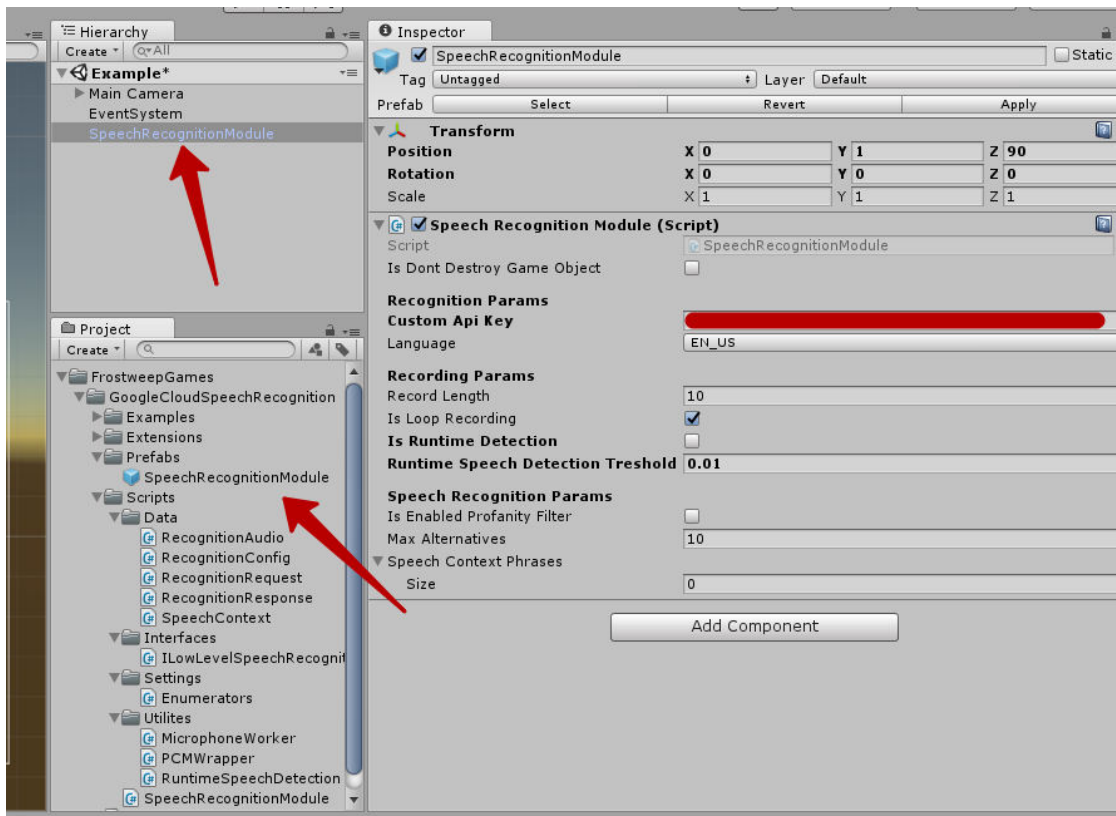 Hierarchy
Create
All
Example*
Main Camera
EventSystem
SpeechRecognitionModule
Project
Create
FrostweepGames
GoogleCloudSpeechRecognition
Examples
Extensions
Prefabs
SpeechRecognitionModule
Scripts
Data
RecognitionAudio
RecognitionConfig
RecognitionRequest
RecognitionResponse
SpeechContext
Interfaces
ILowLevelSpeechRecognit
Settings
Enumerators
Utilites
MicrophoneWorker
PCMWrapper
RuntimeSpeechDetection
SpeechRecognitionModule
Inspector
SpeechRecognitionModule Static
Tag Untagged Layer Default
Prefab Select Revert Apply
Transform
Position X 0 Y 1 Z 90
Rotation X 0 Y 0 Z 0
Scale X 1 Y 1 Z 1
Speech Recognition Module (Script)
Script SpeechRecognitionModule
Is Dont Destroy Game Object
Recognition Params
Custom Api Key
Language EN_US
Recording Params
Record Length 10
Is Loop Recording
Is Runtime Detection
Runtime Speech Detection Treshold 0.01
Speech Recognition Params
Is Enabled Profanity Filter
Max Alternatives 10
Speech Context Phrases
Size 0
Add Component